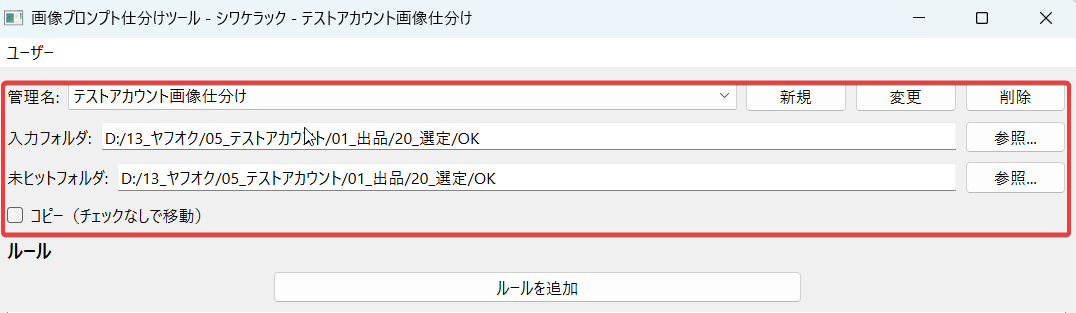 画像プロンプト仕分けツール - シワケラック - テストアカウント画像仕分け
ユーザー
管理名: テストアカウント画像仕分け 新規 変更 削除
入力フォルダ: D:/13_ヤフオク/05_テストアカウント/01_出品/20_選定/OK 参照...
未ヒットフォルダ: D:/13_ヤフオク/05_テストアカウント/01_出品/20_選定/OK 参照...
コピー（チェックなしで移動）
ルール
ルールを追加